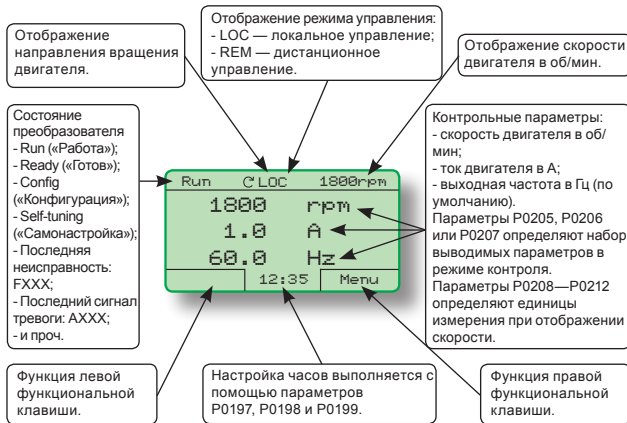 Отображение
направления вращения
двигателя.
Отображение режима управления:
- LOC — локальное управление;
- REM — дистанционное
управление.
Отображение скорости
двигателя в об/мин.
Состояние
преобразователя
- Run («Работа»);
- Ready («Готов»);
- Config
(«Конфигурация»);
- Self-tuning
(«Самонастройка»);
- Последняя
неисправность:
FXXX;
- Последний сигнал
тревоги: AXXX;
- и проч.
Run LOC 1800rpm
1800 rpm
1.0 A
60.0 Hz
12:35 Menu
Контрольные параметры:
- скорость двигателя в об/
мин;
- ток двигателя в А;
- выходная частота в Гц (по
умолчанию).
Параметры P0205, P0206
или P0207 определяют набор
выводимых параметров в
режиме контроля.
Параметры P0208—P0212
определяют единицы
измерения при отображении
скорости.
Функция левой
функциональной
клавиши.
Настройка часов выполняется с
помощью параметров
P0197, P0198 и P0199.
Функция правой
функциональной
клавиши.